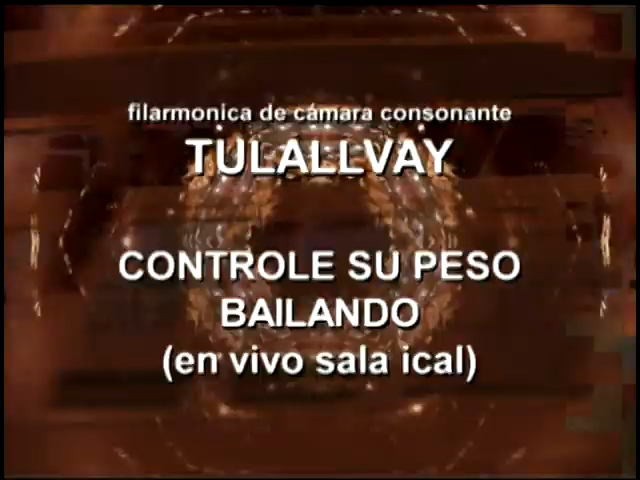 filarmonica de cámara consonante
TULALLVAY
CONTROLE SU PESO
BAILANDO
(en vivo sala ical)